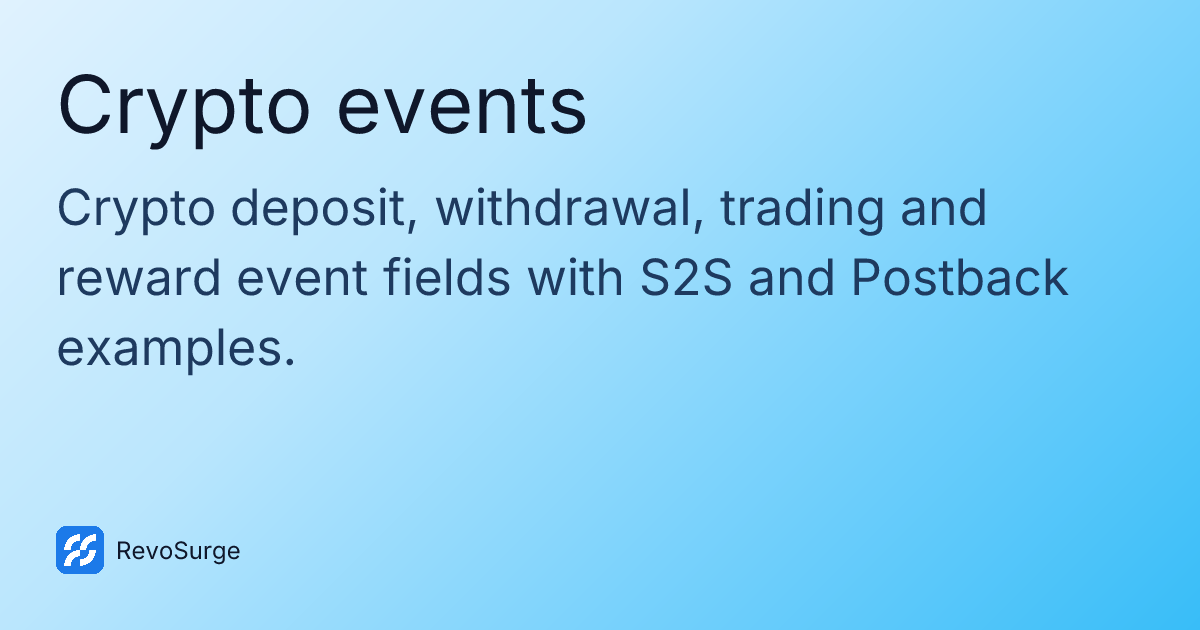 Crypto events
Crypto deposit, withdrawal, trading and
reward event fields with S2S and Postback
examples.
RevoSurge